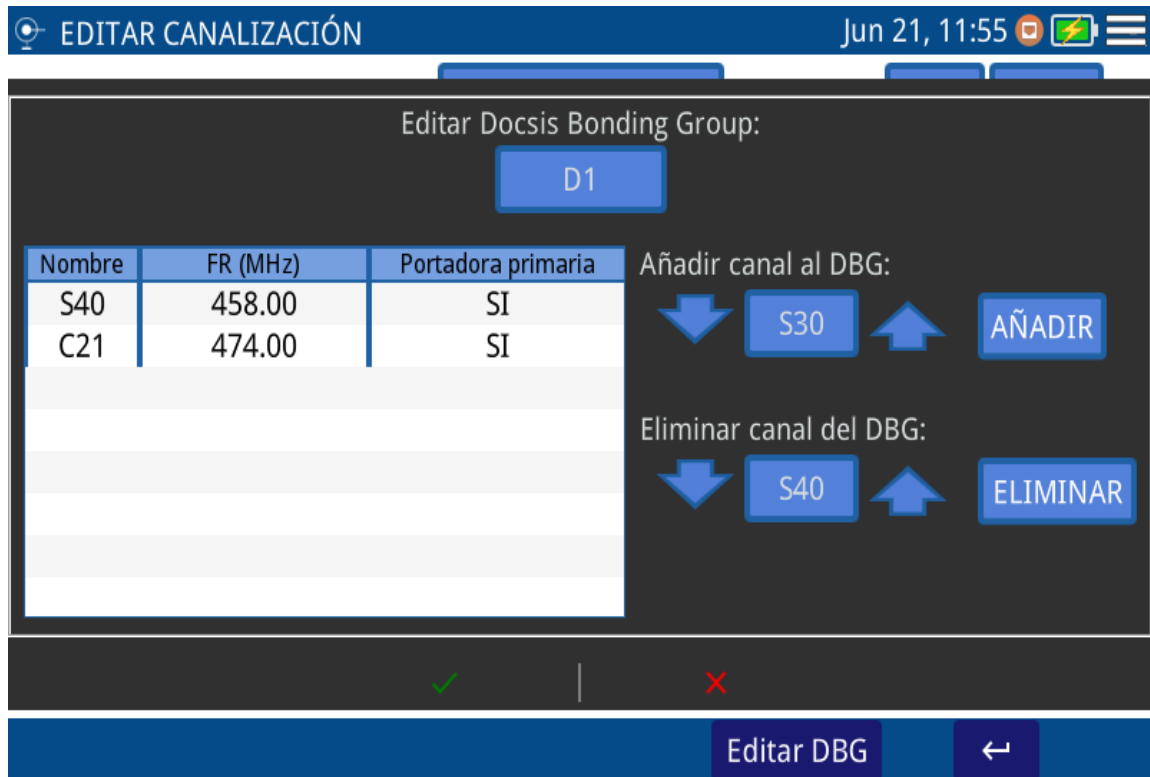 EDITAR CANALIZACIÓN Jun 21, 11:55
Editar Docsis Bonding Group:
D1
Nombre FR (MHz) Portadora primaria
S40 458.00 SI
C21 474.00 SI
Añadir canal al DBG:
S30 AÑADIR
Eliminar canal del DBG:
S40 ELIMINAR
Editar DBG